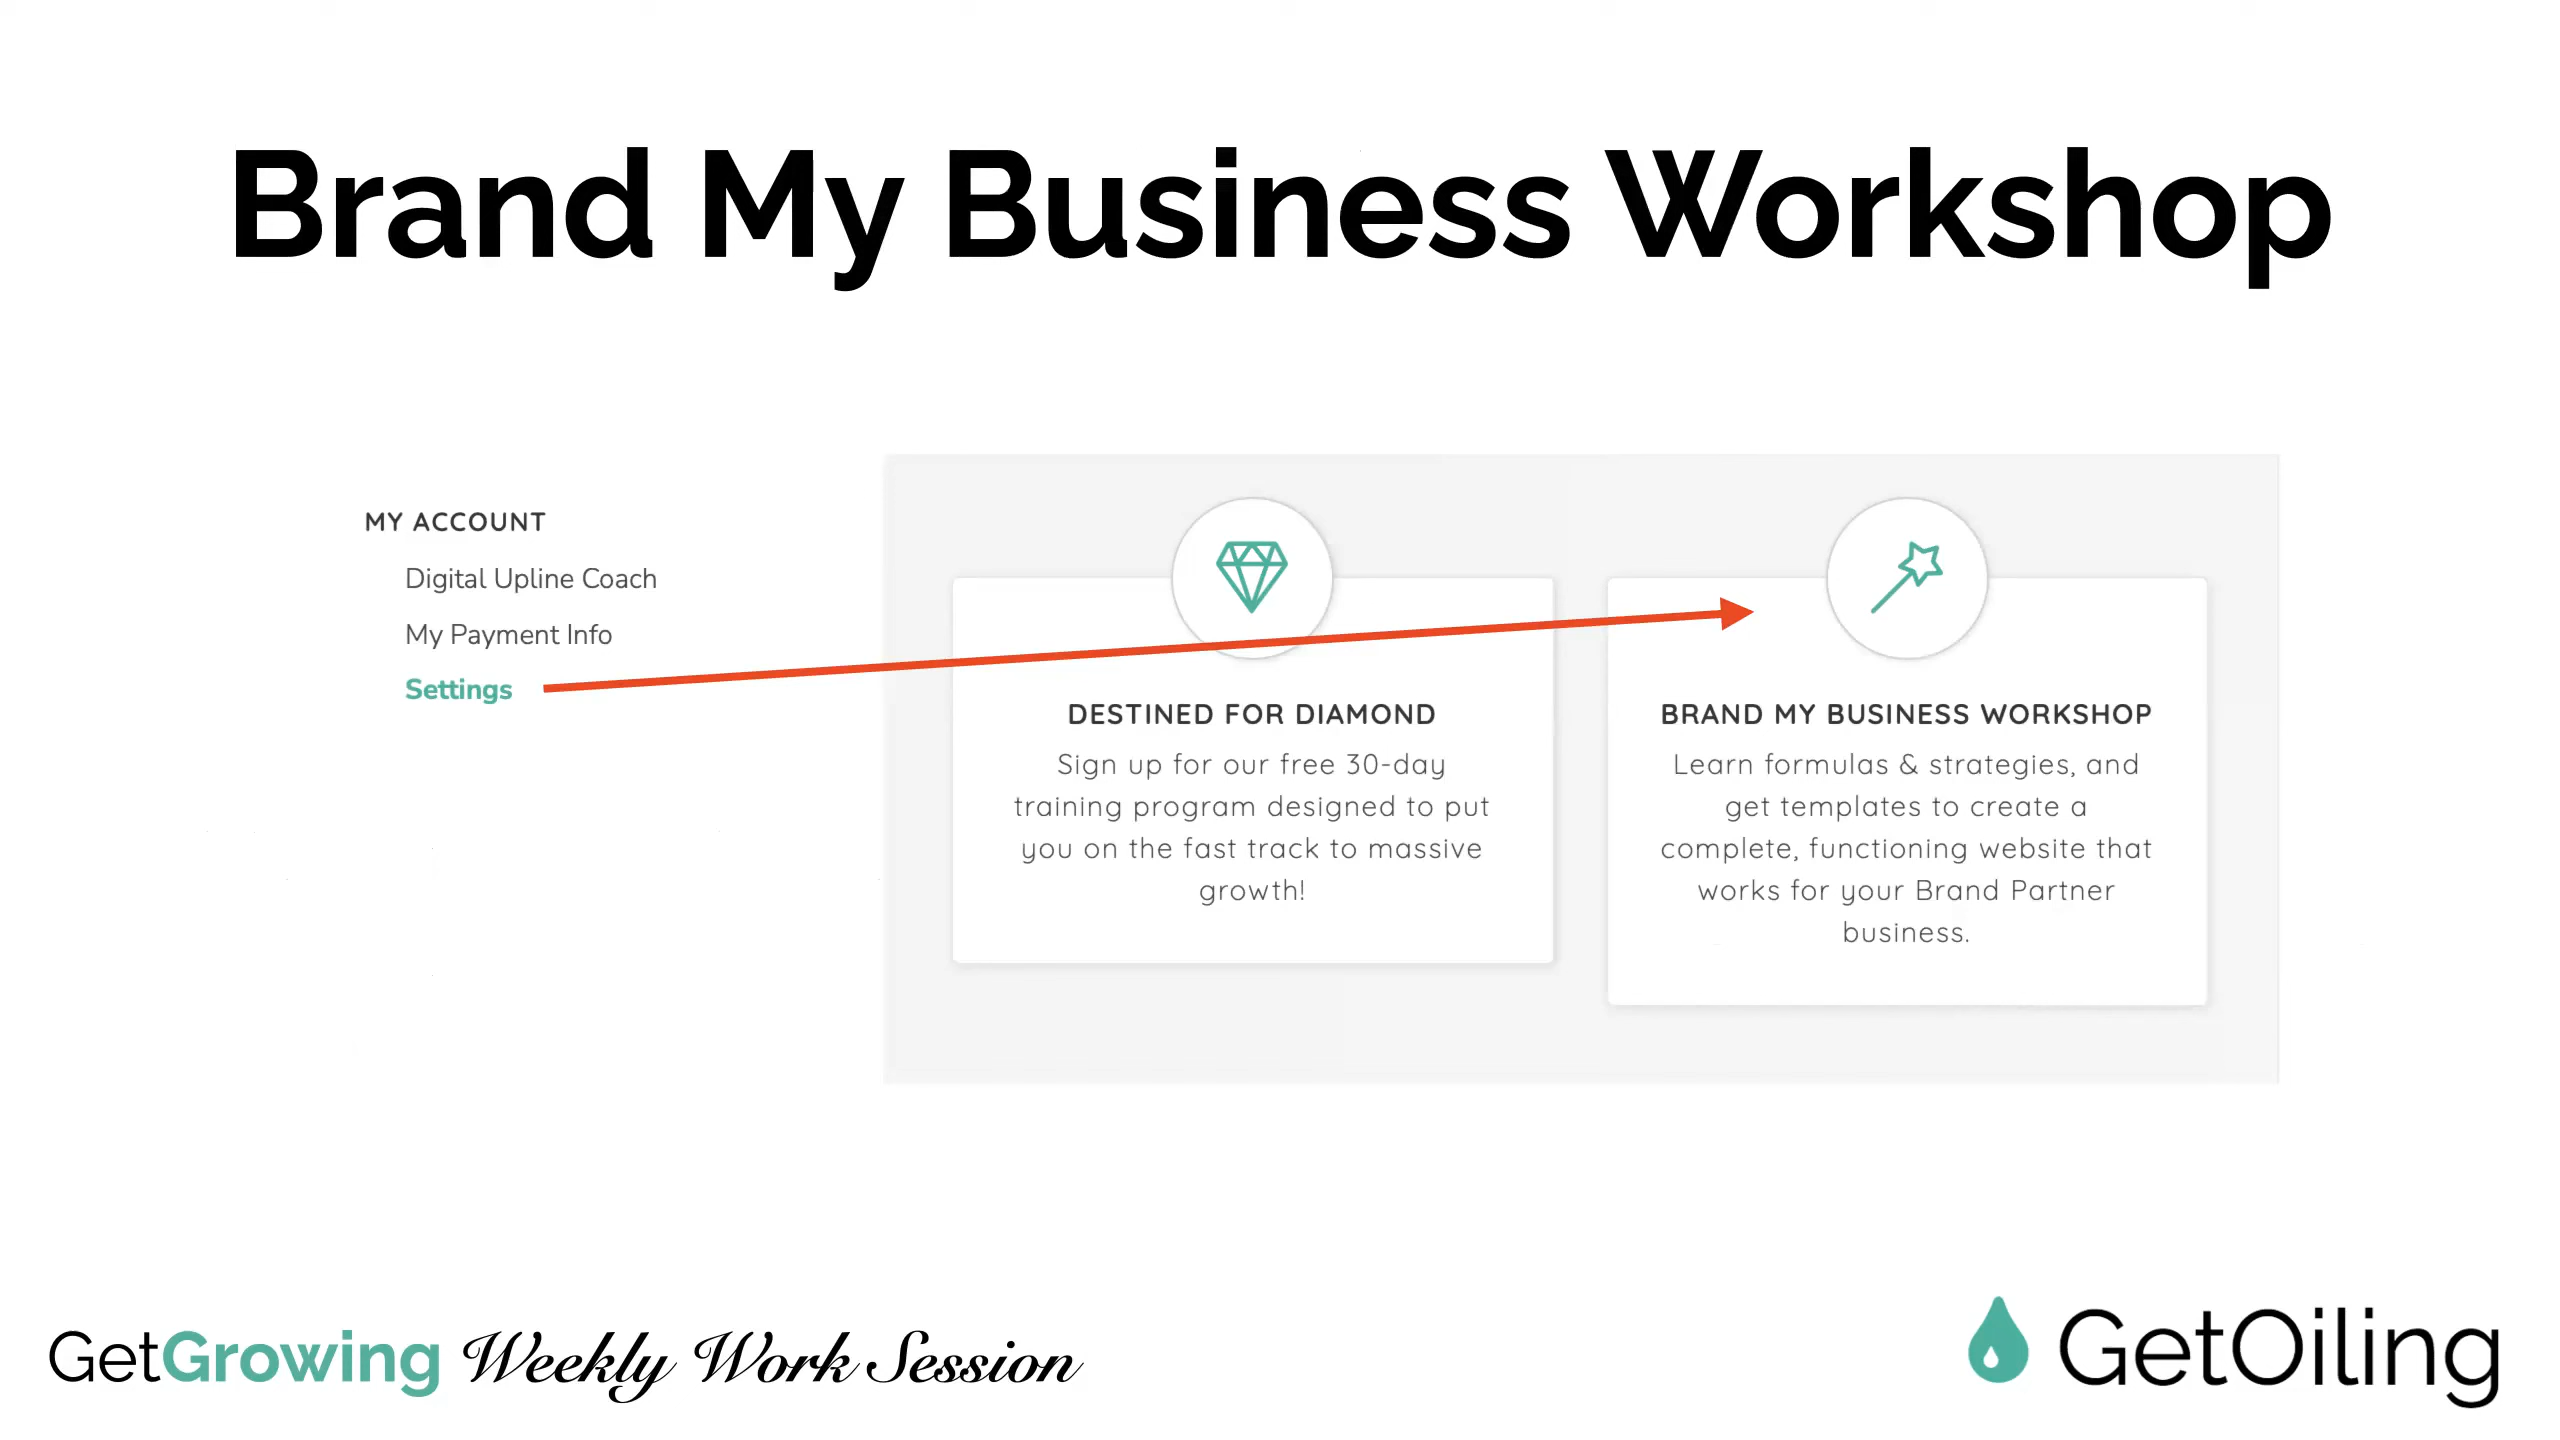 Brand My Business Workshop
MY ACCOUNT
Digital Upline Coach
My Payment Info
Settings
DESTINED FOR DIAMOND
Sign up for our free 30-day
training program designed to put
you on the fast track to massive
growth!
BRAND MY BUSINESS WORKSHOP
Learn formulas & strategies, and
get templates to create a
complete, functioning website that
works for your Brand Partner
business.
GetGrowing Weekly Work Session
GetOiling